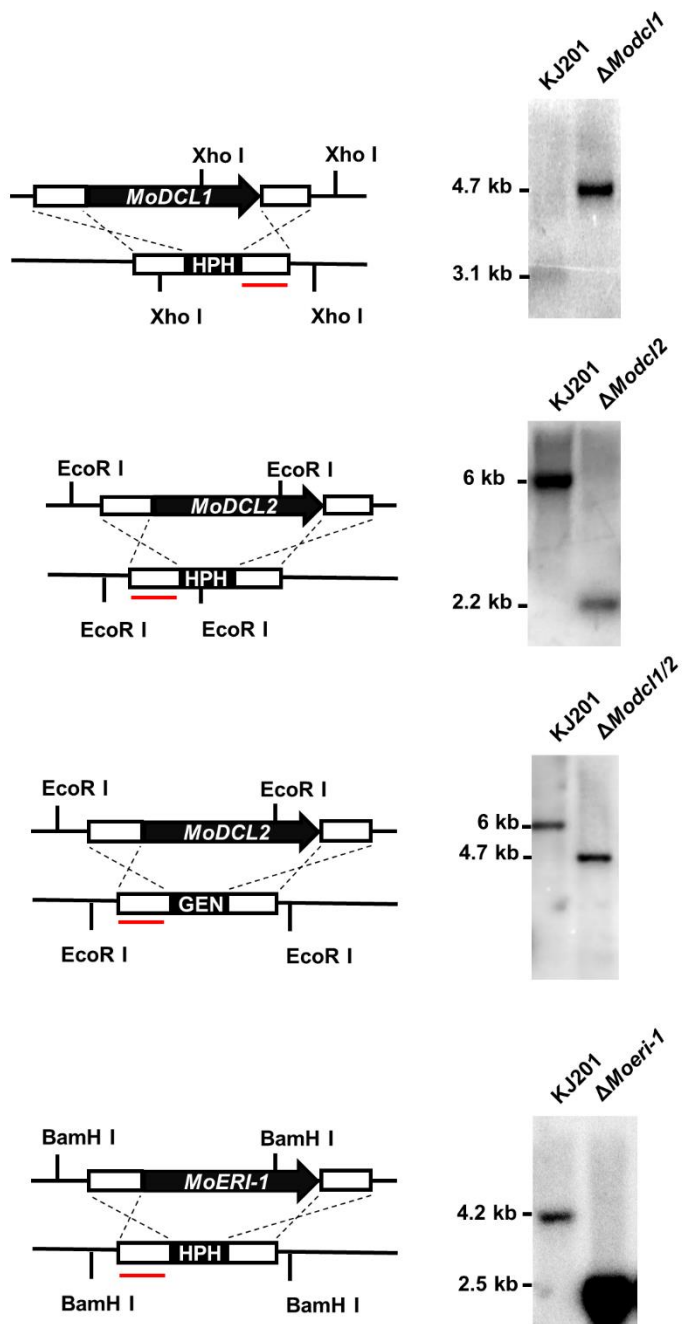 KJ201
ΔModcl1
Xho I
Xho I
MoDCL1
4.7 kb
HPH
3.1 kb
Xho I
Xho I
KJ201
ΔModcl2
EcoR I
EcoR I
6 kb
MoDCL2
HPH
2.2 kb
EcoR I
EcoR I
KJ201
ΔModcl1/2
EcoR I
EcoR I
6 kb
MoDCL2
4.7 kb
GEN
EcoR I
EcoR I
KJ201
ΔMoeri-1
BamH I
BamH I
MoERI-1
4.2 kb
HPH
2.5 kb
BamH I
BamH I